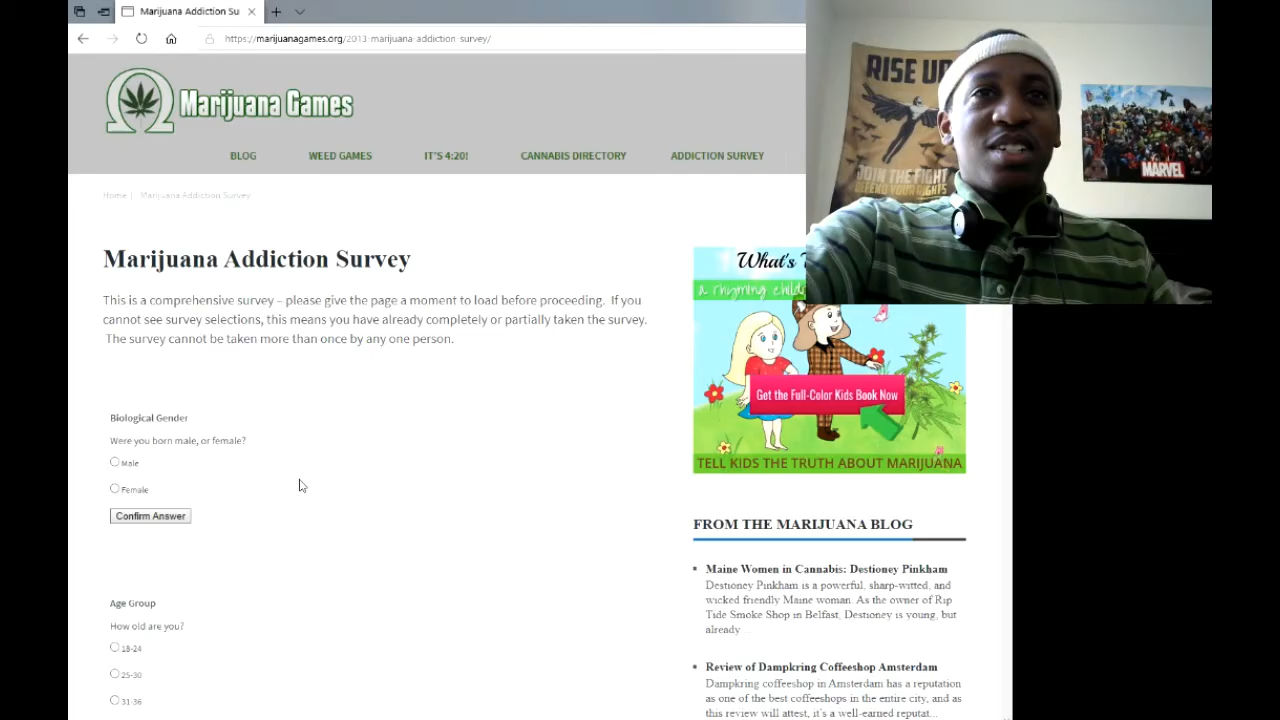 Marijuana Addiction Su
https://marijuanagames.org/2013-marijuana-addiction-survey/
Marijuana Games
BLOG
WEED GAMES
IT'S 4:20!
CANNABIS DIRECTORY
ADDICTION SURVEY
Home | Marijuana Addiction Survey
RISE UP
JOIN THE FIGHT
DEFEND YOUR RIGHTS
MARVEL
Marijuana Addiction Survey
This is a comprehensive survey – please give the page a moment to load before proceeding. If you
cannot see survey selections, this means you have already completely or partially taken the survey.
The survey cannot be taken more than once by any one person.
Biological Gender
Were you born male, or female?
Male
Female
Confirm Answer
Age Group
How old are you?
18-24
25-30
31-36
What's
a rhyming
Get the Full-Color Kids Book Now
TELL KIDS THE TRUTH ABOUT MARIJUANA
FROM THE MARIJUANA BLOG
Maine Women in Cannabis: Destioney Pinkham
Destioney Pinkham is a powerful, sharp-witted, and
wicked friendly Maine woman. As the owner of Rip
Tide Smoke Shop in Belfast, Destioney is young, but
already ...
Review of Dampkring Coffeeshop Amsterdam
Dampkring coffeeshop in Amsterdam has a reputation
as one of the best coffeeshops in the entire city, and as
this review will attest, it's a well-earned reputat...